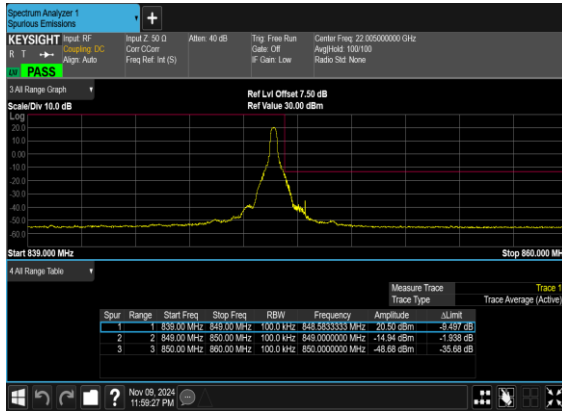 Spectrum Analyzer 1
Spurious Emissions
KEYSIGHT Input: RF Input Z: 50 Ω Atten: 40 dB Trig: Free Run Center Freq: 22.005000000 GHz
R T Coupling: DC Corr CCorr Gate: Off Avg|Hold: 100/100
Align: Auto Freq Ref: Int (S) IF Gain: Low Radio Std: None
PASS
3 All Range Graph
Ref Lvl Offset 7.50 dB
Scale/Div 10.0 dB Ref Value 30.00 dBm
Log
20.0
10.0
0.00
-10.0
-20.0
-30.0
-40.0
-50.0
-60.0
Start 839.000 MHz Stop 860.000 MHz
4 All Range Table
Measure Trace Trace 1
Trace Type Trace Average (Active)
Spur Range Start Freq Stop Freq RBW Frequency Amplitude ΔLimit
1 1 839.00 MHz 849.00 MHz 100.0 kHz 848.5833333 MHz 20.50 dBm -9.497 dB
2 2 849.00 MHz 850.00 MHz 100.0 kHz 849.0000000 MHz -14.94 dBm -1.938 dB
3 3 850.00 MHz 860.00 MHz 100.0 kHz 850.0000000 MHz -48.68 dBm -35.68 dB
Nov 09, 2024
11:59:27 PM